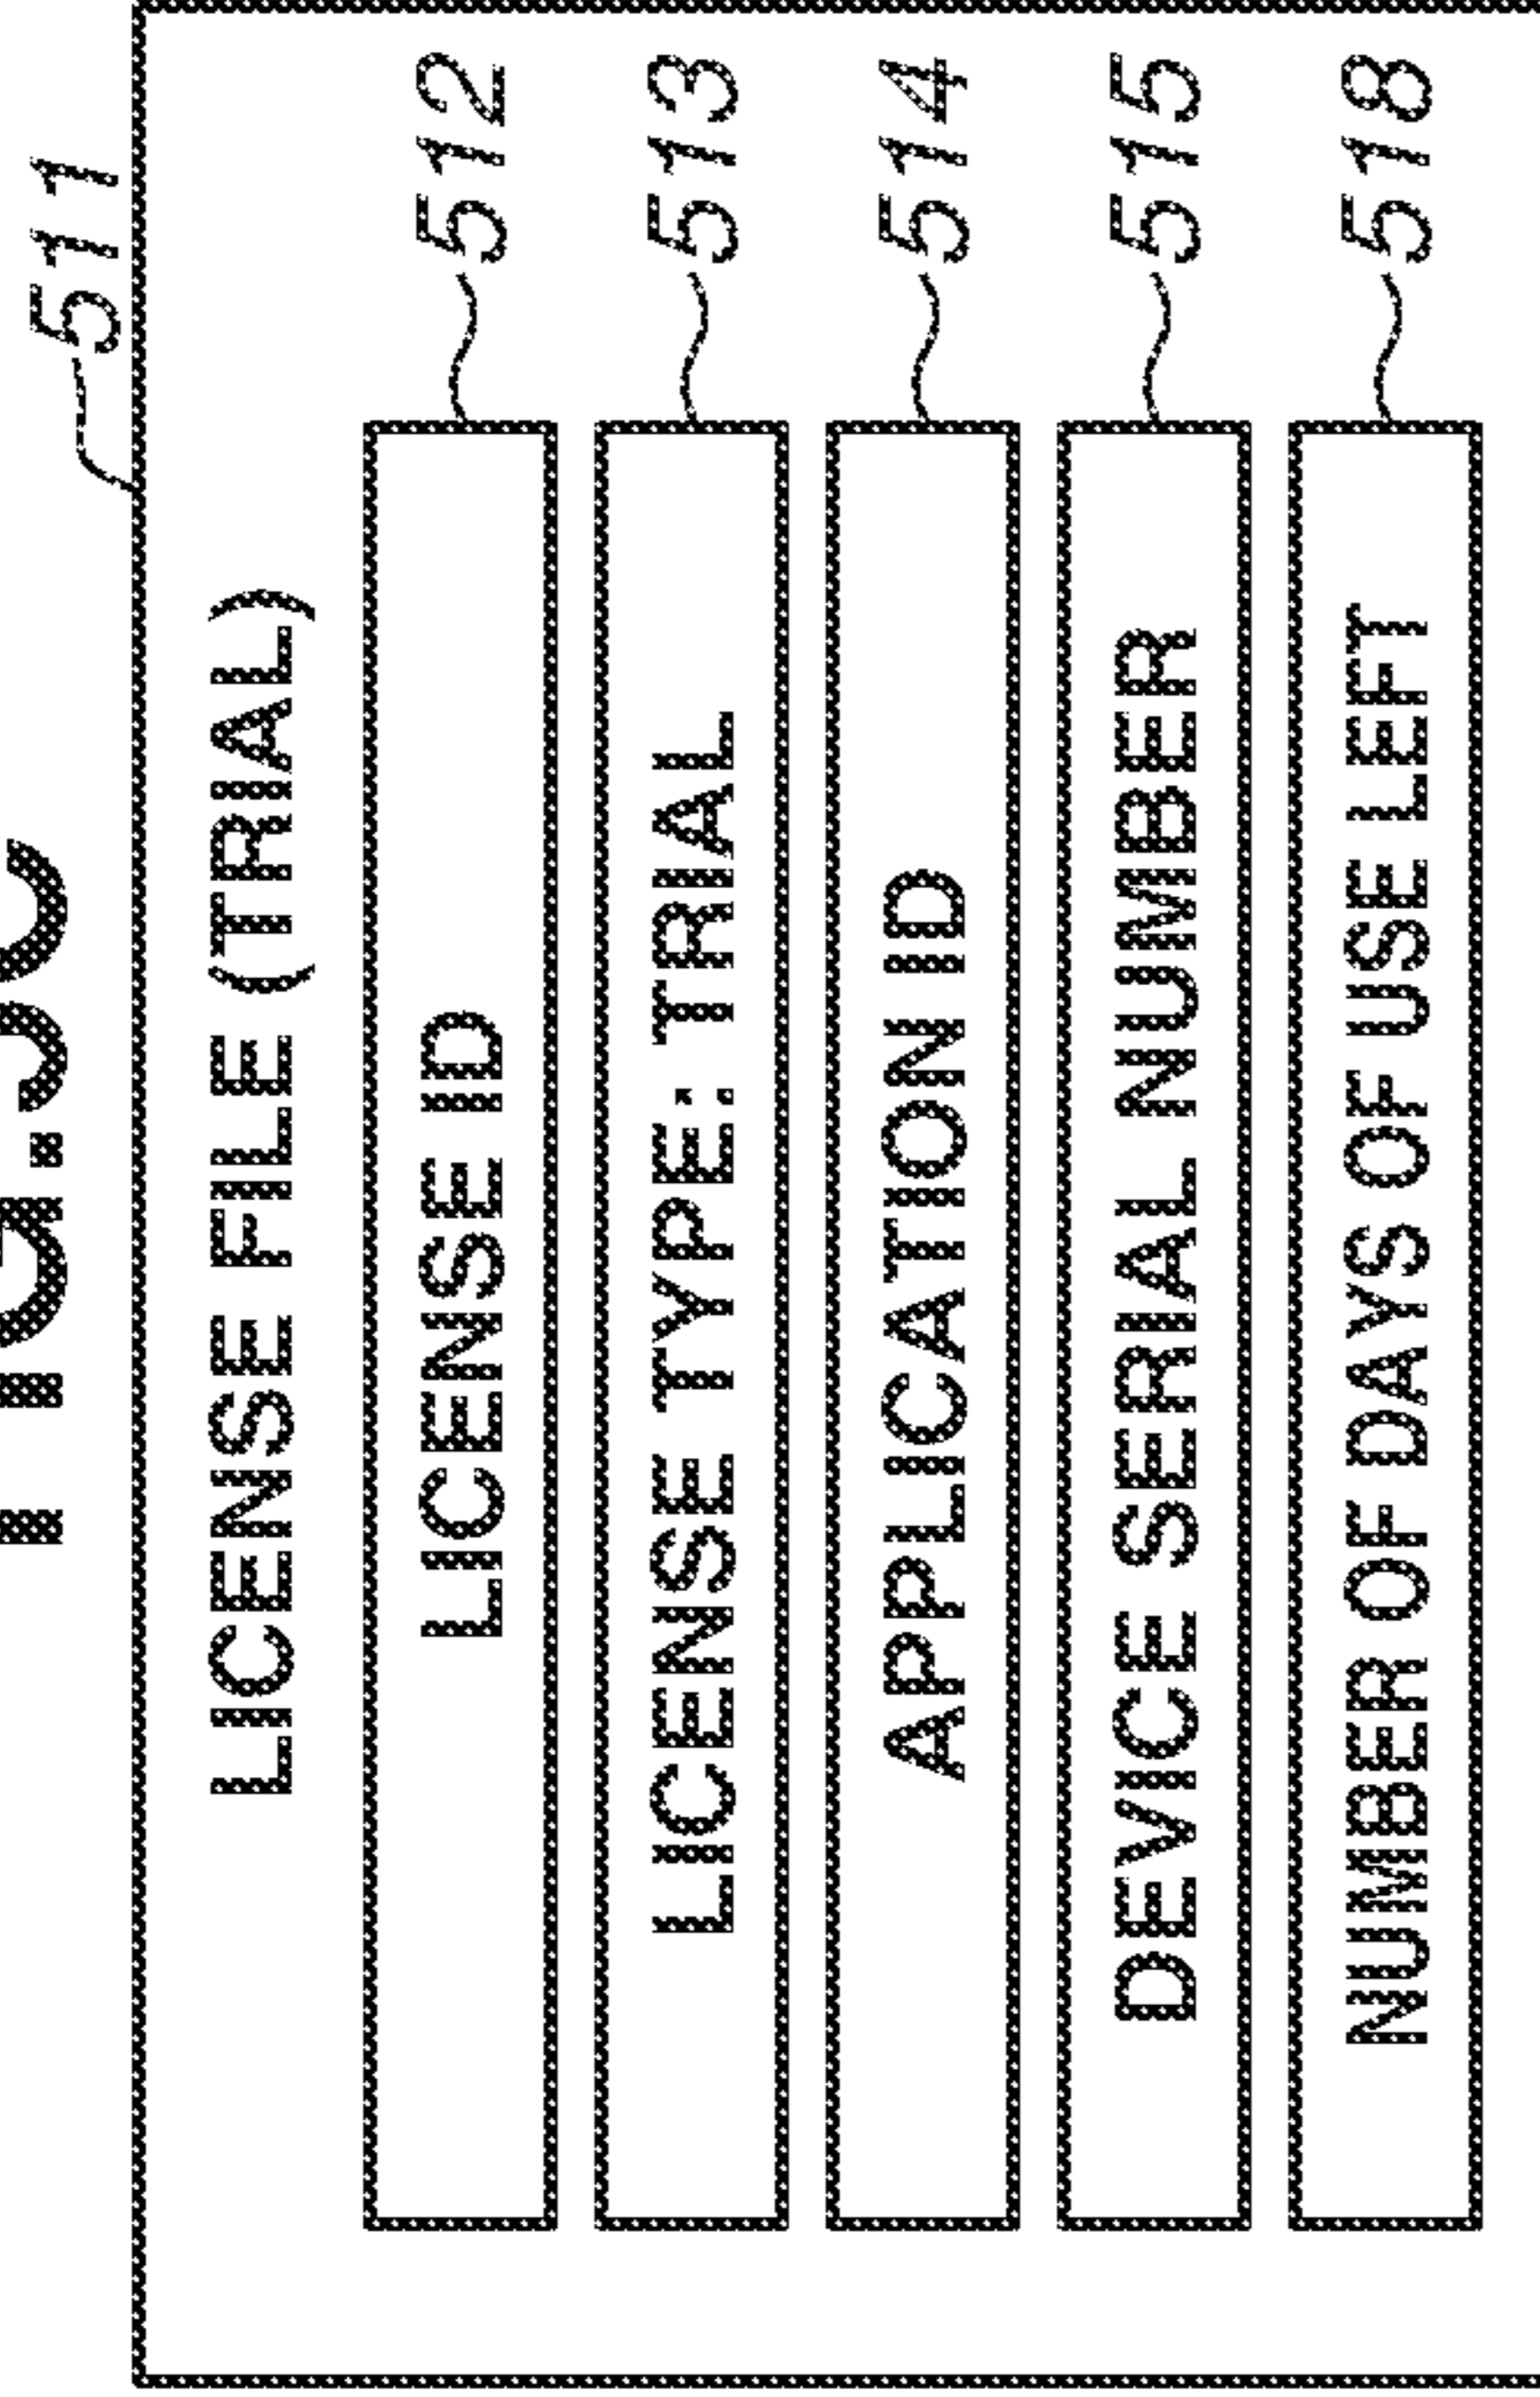 511
LICENSE FILE (TRIAL)
LICENSE ID 512
LICENSE TYPE: TRIAL 513
APPLICATION ID 514
DEVICE SERIAL NUMBER 515
NUMBER OF DAYS OF USE LEFT 518